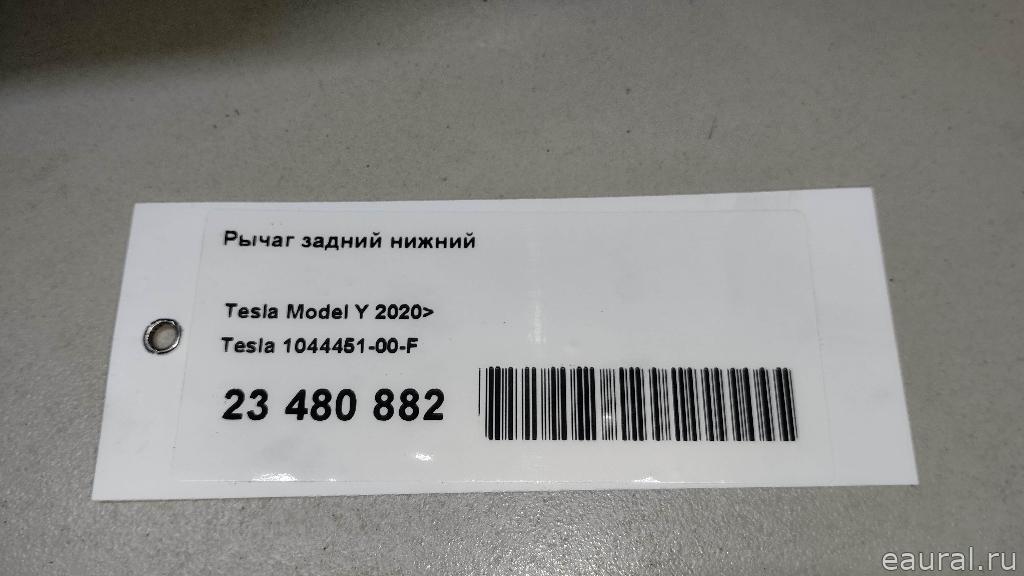 Рычаг задний нижний
Tesla Model Y 2020>
Tesla 1044451-00-F
23 480 882
eaural.ru